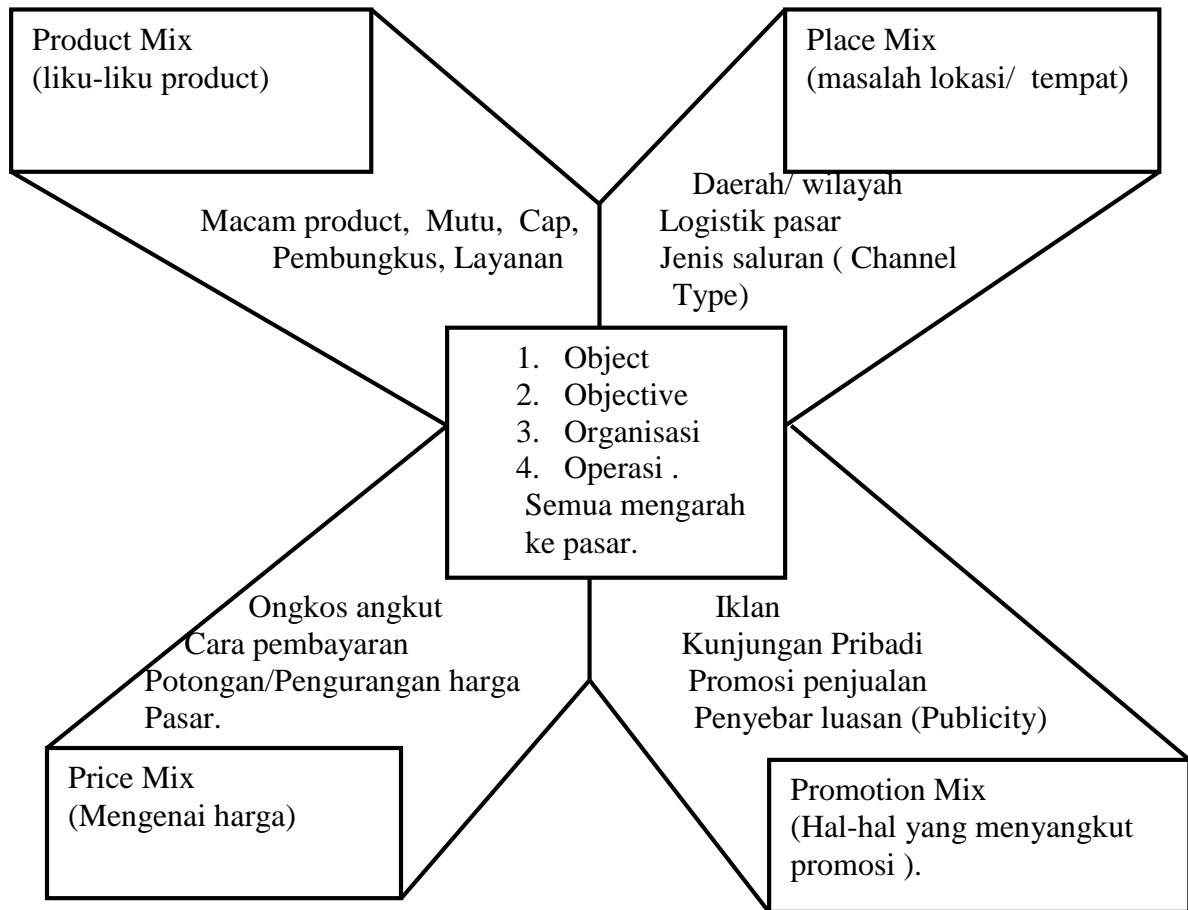 Product Mix
(liku-liku product)
Place Mix
(masalah lokasi/ tempat)
Macam product, Mutu, Cap,
Pembungkus, Layanan
Daerah/ wilayah
Logistik pasar
Jenis saluran ( Channel
Type)
1. Object
2. Objective
3. Organisasi
4. Operasi .
Semua mengarah
ke pasar.
Ongkos angkut
Cara pembayaran
Potongan/Pengurangan harga
Pasar.
Iklan
Kunjungan Pribadi
Promosi penjualan
Penyebar luasan (Publicity)
Price Mix
(Mengenai harga)
Promotion Mix
(Hal-hal yang menyangkut
promosi ).